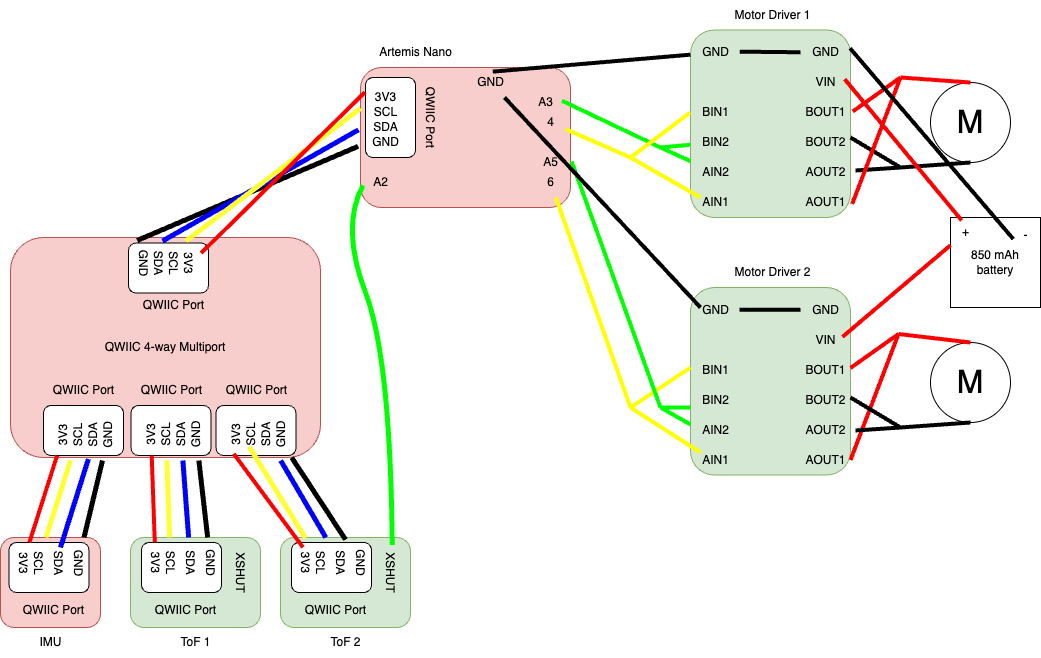 Motor Driver 1
Artemis Nano
GND
GND
VIN
BIN1
BOUT1
BIN2
BOUT2
AIN2
AOUT2
AIN1
AOUT1
M
3V3
SCL
SDA
GND
QWIIC Port
GND
A3
4
A5
6
A2
+
-
850 mAh
battery
GND
SDA
SCL
3V3
QWIIC Port
QWIIC 4-way Multiport
QWIIC Port
QWIIC Port
QWIIC Port
3V3
SCL
SDA
GND
3V3
SCL
SDA
GND
3V3
SCL
SDA
GND
Motor Driver 2
GND
GND
VIN
BIN1
BOUT1
BIN2
BOUT2
AIN2
AOUT2
AIN1
AOUT1
M
3V3
SCL
SDA
GND
QWIIC Port
IMU
3V3
SCL
SDA
GND
XSHUT
QWIIC Port
ToF 1
3V3
SCL
SDA
GND
XSHUT
QWIIC Port
ToF 2